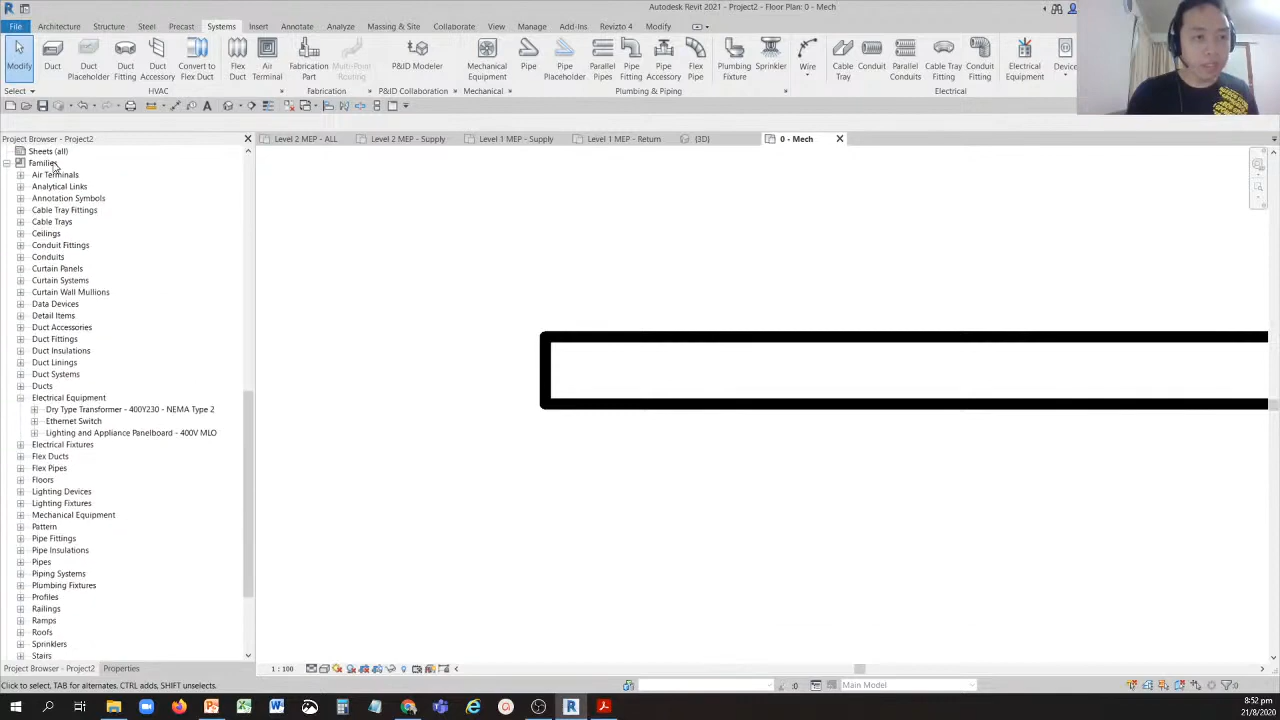 Autodesk Revit 2021 - Project2 - Floor Plan: 0 - Mech
File Architecture Structure Steel Precast Systems Insert Annotate Analyze Massing & Site Collaborate View Manage Add-Ins Revizto 4 Modify
Modify Duct Duct Placeholder Duct Fitting Duct Accessory Convert to Flex Duct Flex Duct Air Terminal Fabrication Part Multi-Point Routing P&ID Modeler Mechanical Equipment Pipe Pipe Placeholder Parallel Pipes Pipe Fitting Pipe Accessory Flex Pipe Plumbing Fixture Sprinkler Wire Cable Tray Conduit Parallel Conduits Cable Tray Fitting Conduit Fitting Electrical Equipment Device
Select HVAC Fabrication P&ID Collaboration Mechanical Plumbing & Piping Electrical
Project Browser - Project2
Level 2 MEP - ALL Level 2 MEP - Supply Level 1 MEP - Supply Level 1 MEP - Return {3D} 0 - Mech
Sheets (all)
Families
Air Terminals
Analytical Links
Annotation Symbols
Cable Tray Fittings
Cable Trays
Ceilings
Conduit Fittings
Conduits
Curtain Panels
Curtain Systems
Curtain Wall Mullions
Data Devices
Detail Items
Duct Accessories
Duct Fittings
Duct Insulations
Duct Linings
Duct Systems
Ducts
Electrical Equipment
Dry Type Transformer - 400Y230 - NEMA Type 2
Ethernet Switch
Lighting and Appliance Panelboard - 400V MLO
Electrical Fixtures
Flex Ducts
Flex Pipes
Floors
Lighting Devices
Lighting Fixtures
Mechanical Equipment
Pattern
Pipe Fittings
Pipe Insulations
Pipes
Piping Systems
Plumbing Fixtures
Profiles
Railings
Ramps
Roofs
Sprinklers
Stairs
Project Browser - Project2 Properties
1 : 100
Click to select, TAB for alternates, CTRL adds, SHIFT unselects.
:0 Main Model :0
8:52 pm
21/8/2020